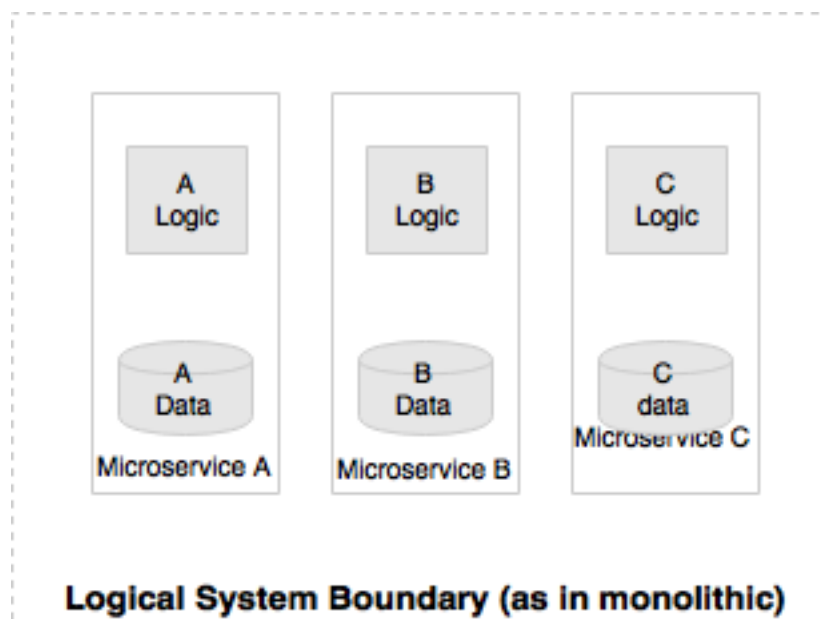 A
Logic
B
Logic
C
Logic
A
Data
B
Data
C
data
Microservice A
Microservice B
Microservice C
Logical System Boundary (as in monolithic)